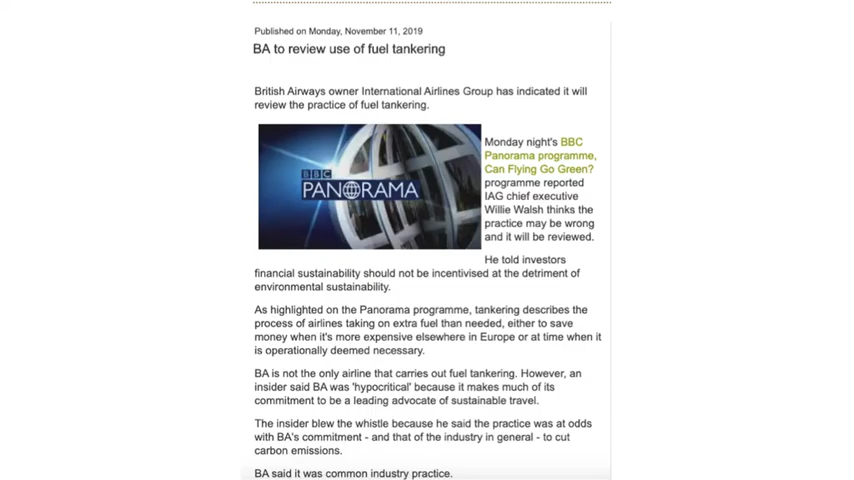 Published on Monday, November 11, 2019
BA to review use of fuel tankering
British Airways owner International Airlines Group has indicated it will
review the practice of fuel tankering.
BBC
PANORAMA
Monday night's BBC
Panorama programme,
Can Flying Go Green?
programme reported
IAG chief executive
Willie Walsh thinks the
practice may be wrong
and it will be reviewed.
He told investors
financial sustainability should not be incentivised at the detriment of
environmental sustainability.
As highlighted on the Panorama programme, tankering describes the
process of airlines taking on extra fuel than needed, either to save
money when it's more expensive elsewhere in Europe or at time when it
is operationally deemed necessary.
BA is not the only airline that carries out fuel tankering. However, an
insider said BA was 'hypocritical' because it makes much of its
commitment to be a leading advocate of sustainable travel.
The insider blew the whistle because he said the practice was at odds
with BA's commitment - and that of the industry in general - to cut
carbon emissions.
BA said it was common industry practice.